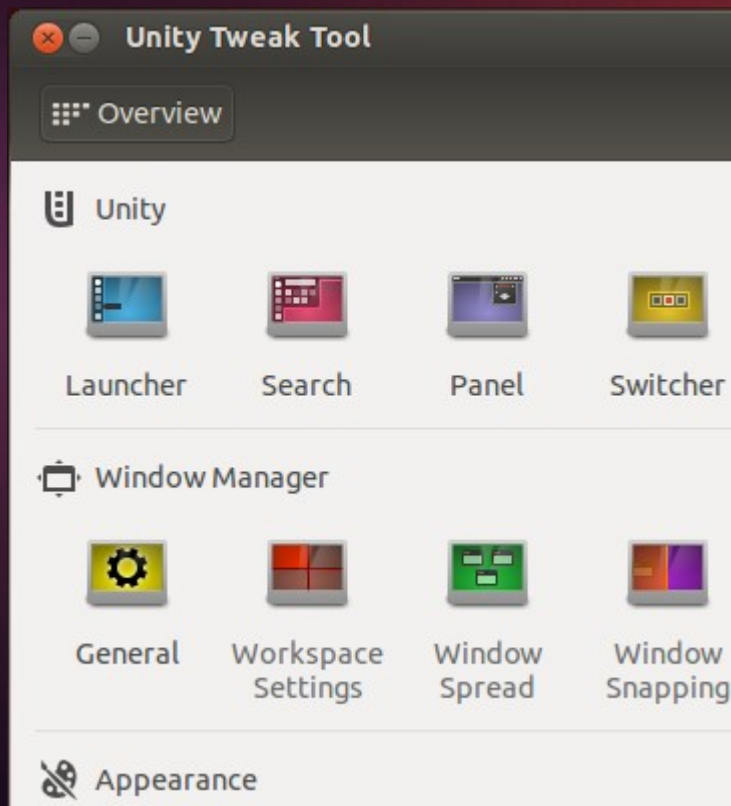 Unity Tweak Tool
Overview
Unity
Launcher Search Panel Switcher
Window Manager
General Workspace Settings Window Spread Window Snapping
Appearance